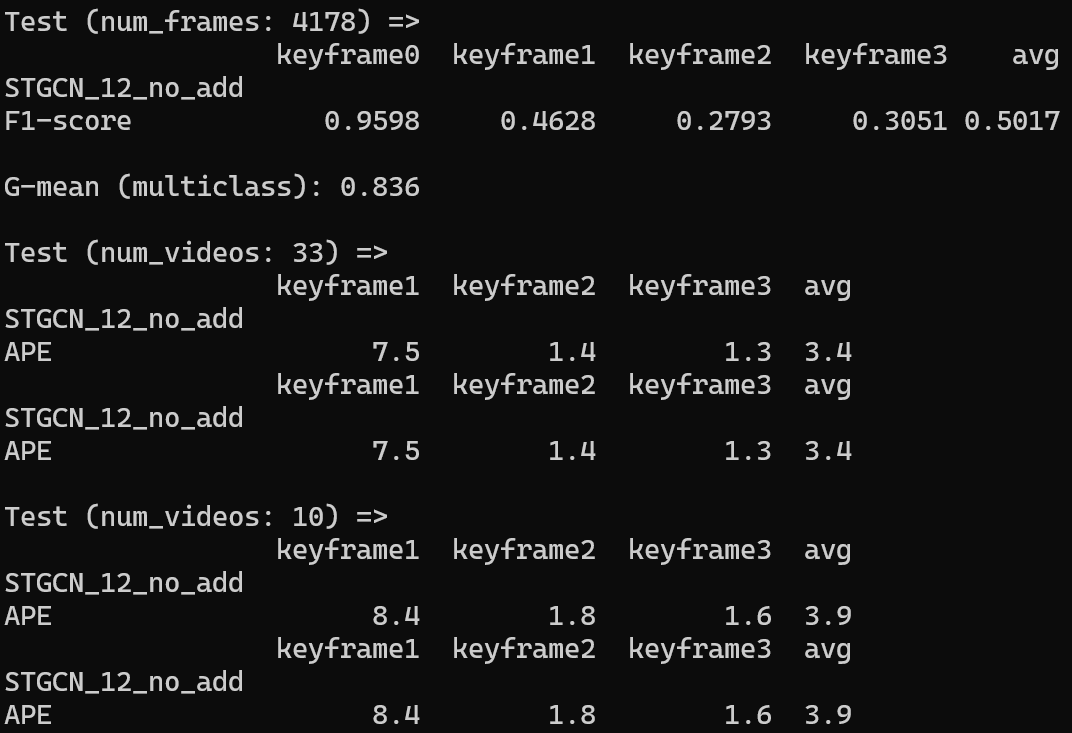 Test (num_frames: 4178) =>
keyframe0 keyframe1 keyframe2 keyframe3 avg
STGCN_12_no_add
F1-score 0.9598 0.4628 0.2793 0.3051 0.5017
G-mean (multiclass): 0.836
Test (num_videos: 33) =>
keyframe1 keyframe2 keyframe3 avg
STGCN_12_no_add
APE 7.5 1.4 1.3 3.4
keyframe1 keyframe2 keyframe3 avg
STGCN_12_no_add
APE 7.5 1.4 1.3 3.4
Test (num_videos: 10) =>
keyframe1 keyframe2 keyframe3 avg
STGCN_12_no_add
APE 8.4 1.8 1.6 3.9
keyframe1 keyframe2 keyframe3 avg
STGCN_12_no_add
APE 8.4 1.8 1.6 3.9